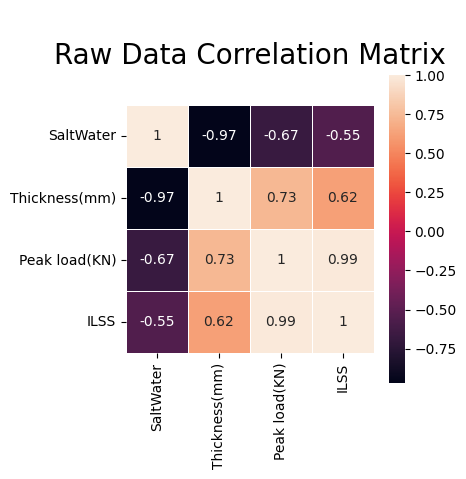 Raw Data Correlation Matrix
SaltWater 1 -0.97 -0.67 -0.55
Thickness(mm) -0.97 1 0.73 0.62
Peak load(KN) -0.67 0.73 1 0.99
ILSS -0.55 0.62 0.99 1
SaltWater Thickness(mm) Peak load(KN) ILSS
1.00
0.75
0.50
0.25
0.00
−0.25
−0.50
−0.75